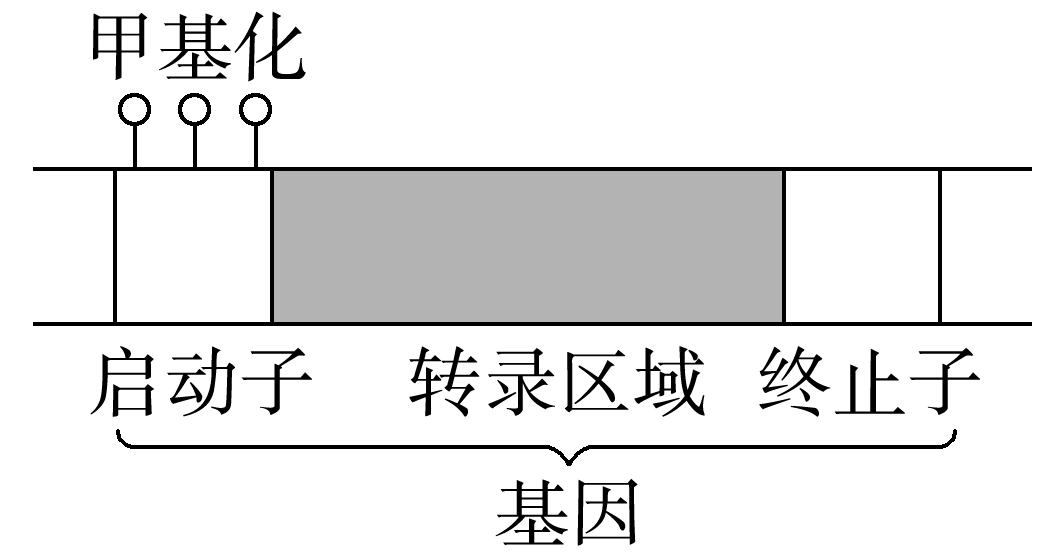 甲基化
启动子 转录区域 终止子
基因